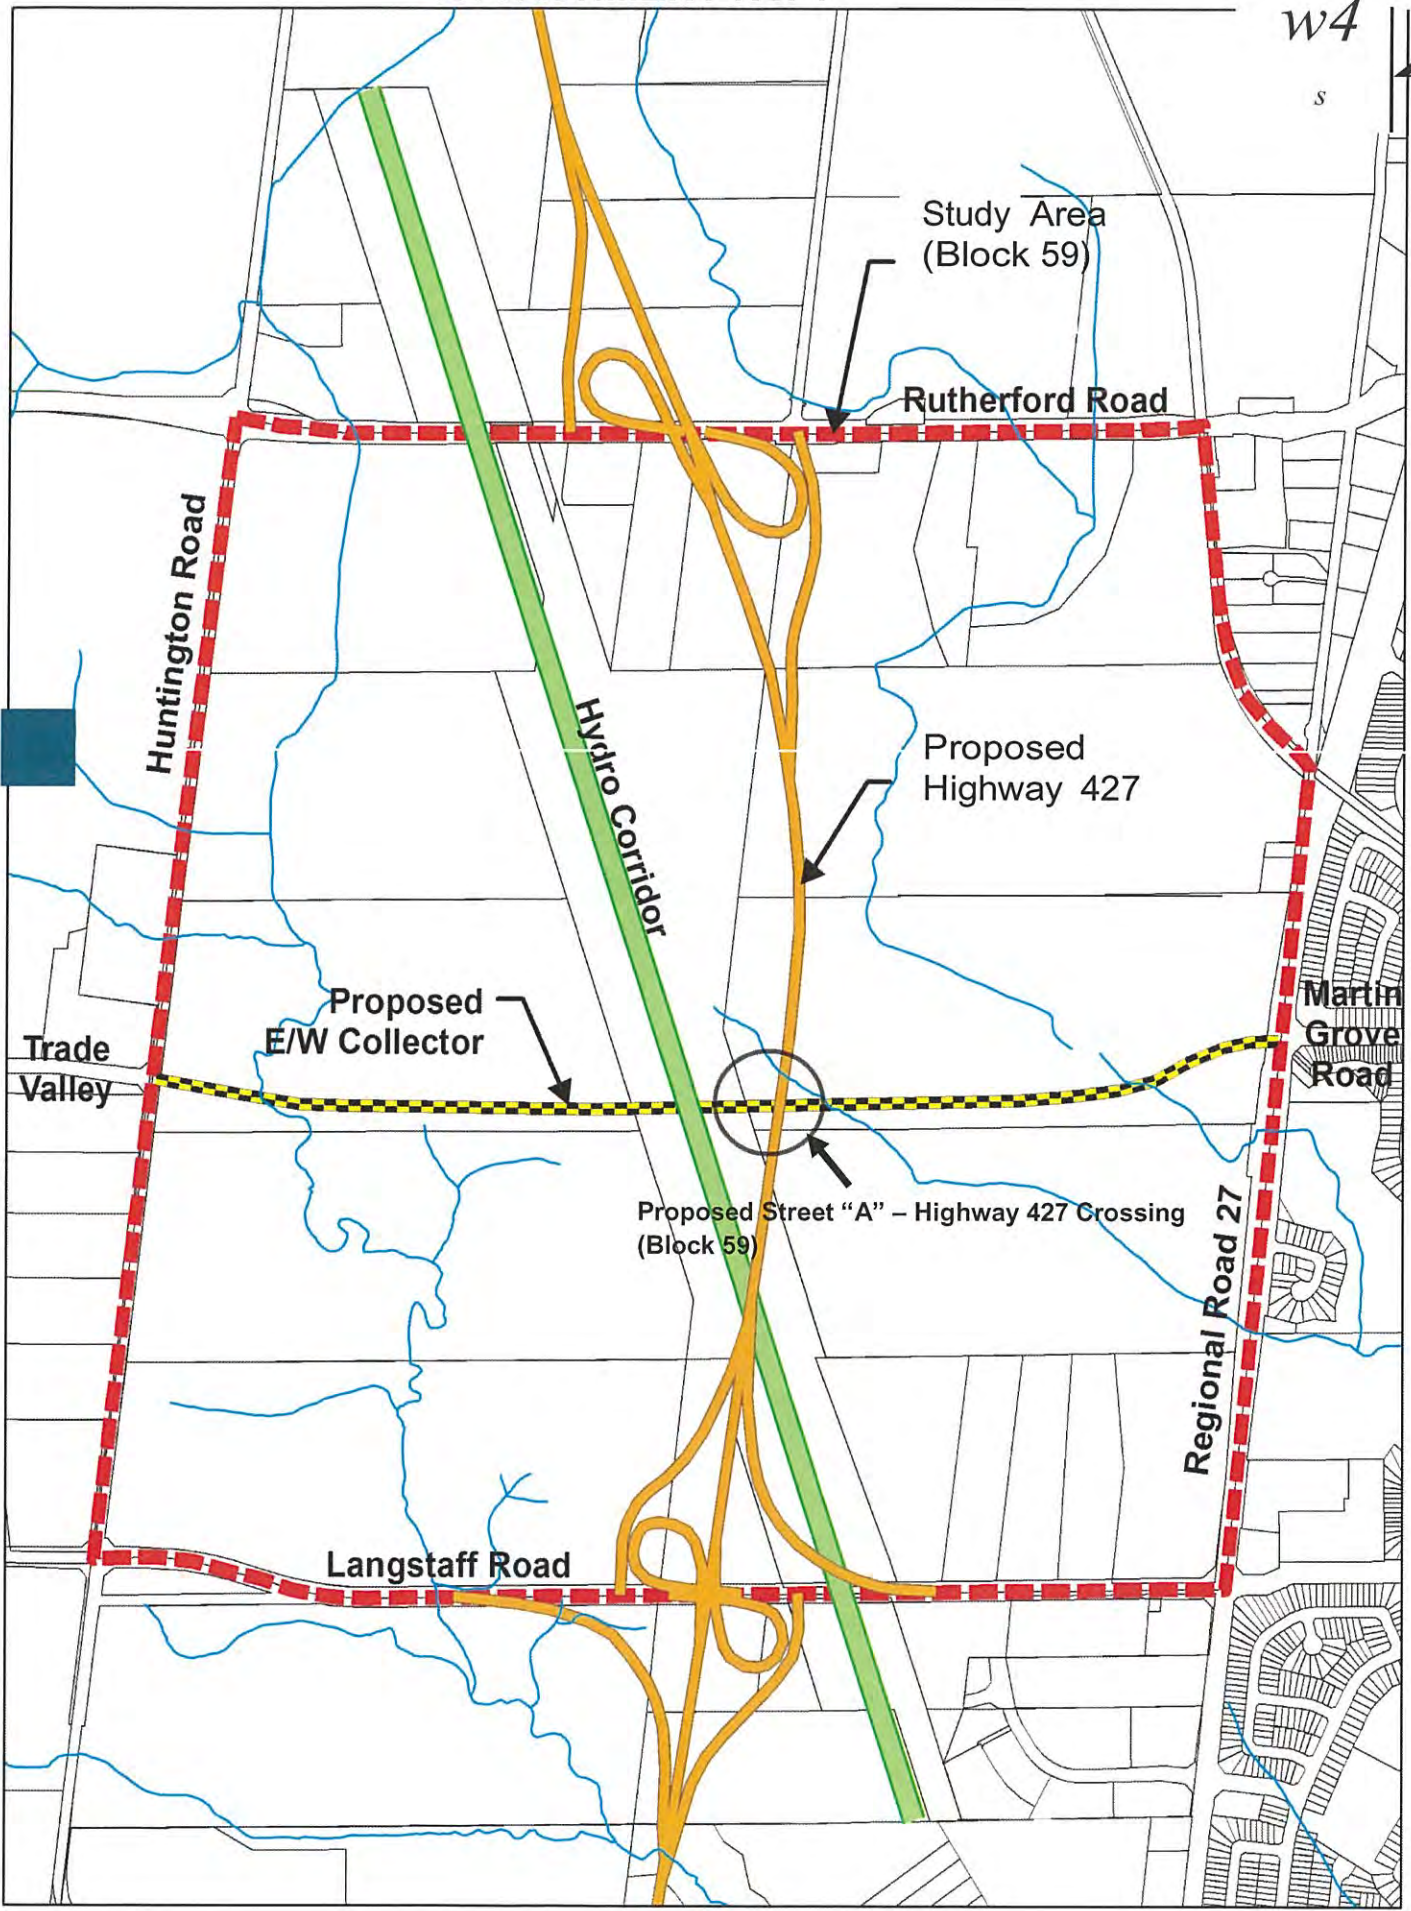 w4
s
Study Area
(Block 59)
Rutherford Road
Huntington Road
Hydro Corridor
Proposed
Highway 427
Proposed
E/W Collector
Martin
Grove
Road
Trade
Valley
Proposed Street “A” – Highway 427 Crossing
(Block 59)
Regional Road 27
Langstaff Road